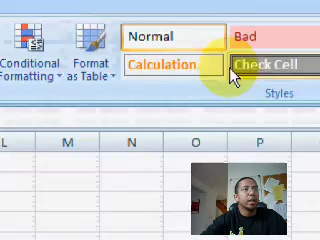 Conditional Formatting
Format as Table
Normal
Bad
Calculation
Check Cell
Styles
L M N O P